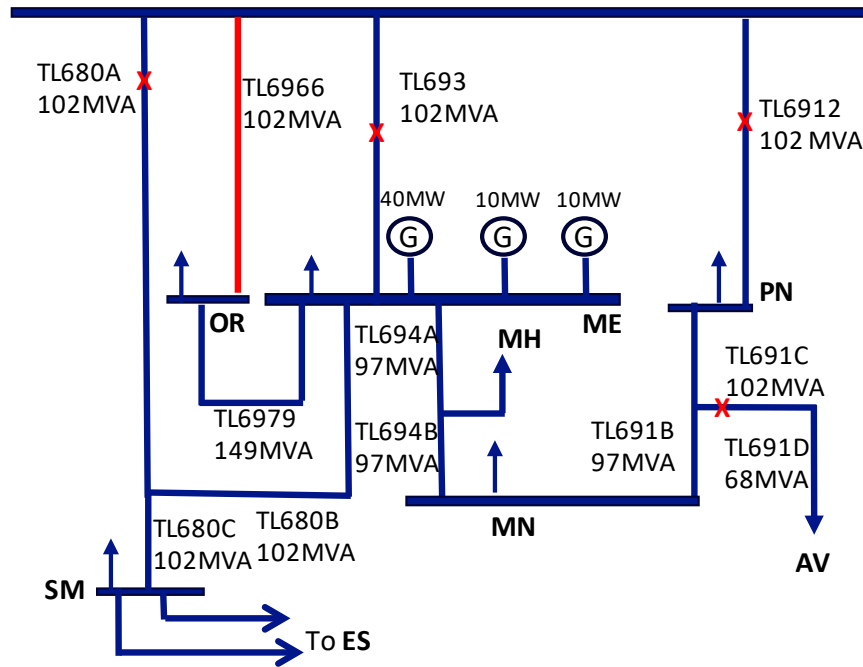 TL680A
102MVA
TL6966
102MVA
TL693
102MVA
TL6912
102 MVA
40MW
10MW
10MW
G
G
G
OR
MH
ME
PN
TL694A
97MVA
TL6979
149MVA
TL694B
97MVA
TL691B
97MVA
TL691C
102MVA
TL691D
68MVA
MN
AV
TL680C
102MVA
TL680B
102MVA
SM
To ES